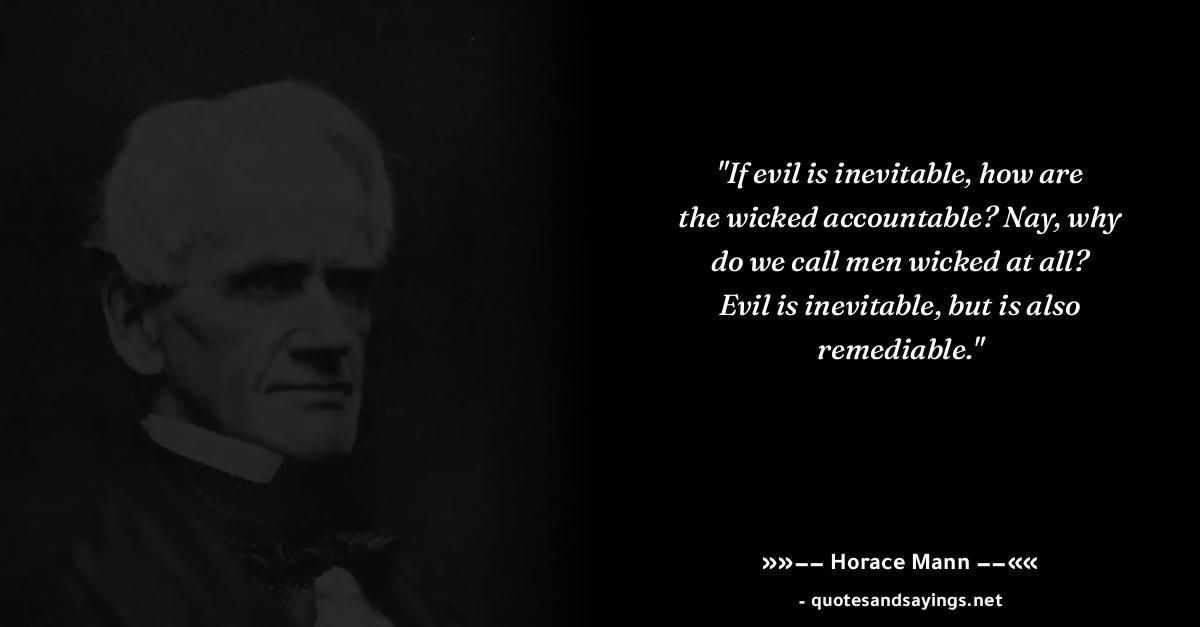 "If evil is inevitable, how are
the wicked accountable? Nay, why
do we call men wicked at all?
Evil is inevitable, but is also
remediable."
»»−− Horace Mann −−««
- quotesandsayings.net